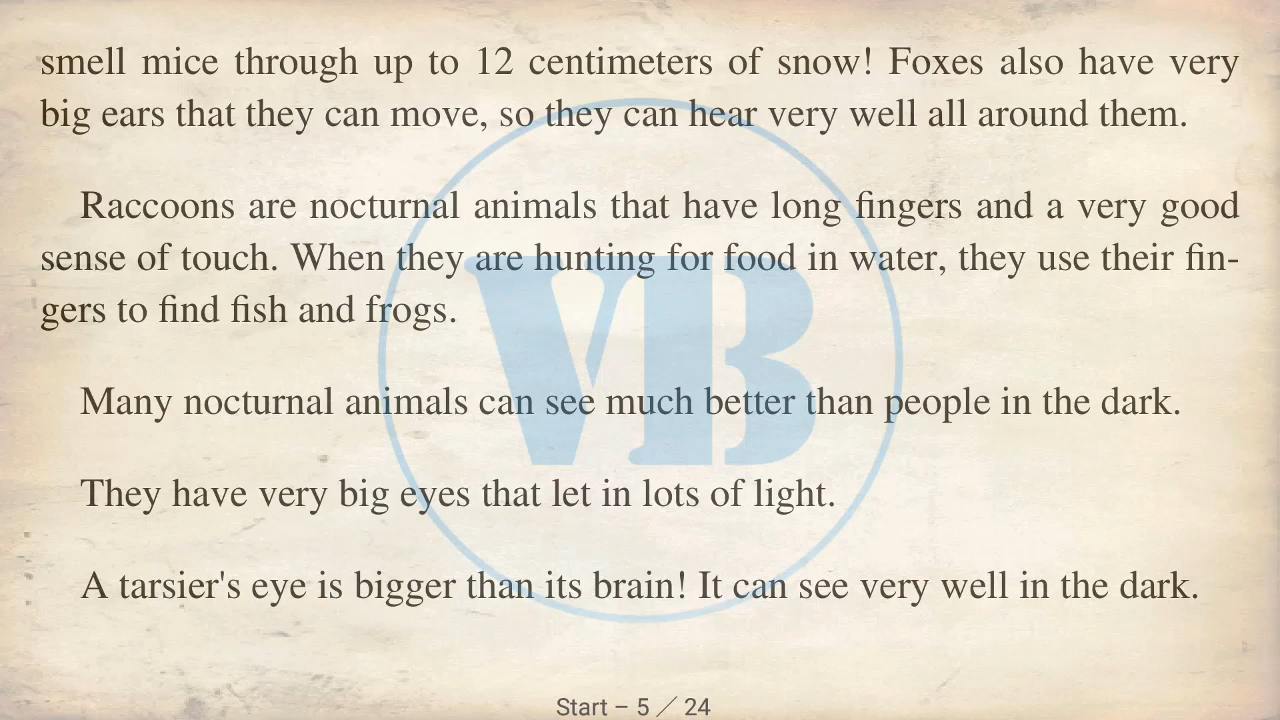 smell mice through up to 12 centimeters of snow! Foxes also have very
big ears that they can move, so they can hear very well all around them.
Raccoons are nocturnal animals that have long fingers and a very good
sense of touch. When they are hunting for food in water, they use their fin-
gers to find fish and frogs.
Many nocturnal animals can see much better than people in the dark.
They have very big eyes that let in lots of light.
A tarsier's eye is bigger than its brain! It can see very well in the dark.
VB
Start – 5 ∕ 24